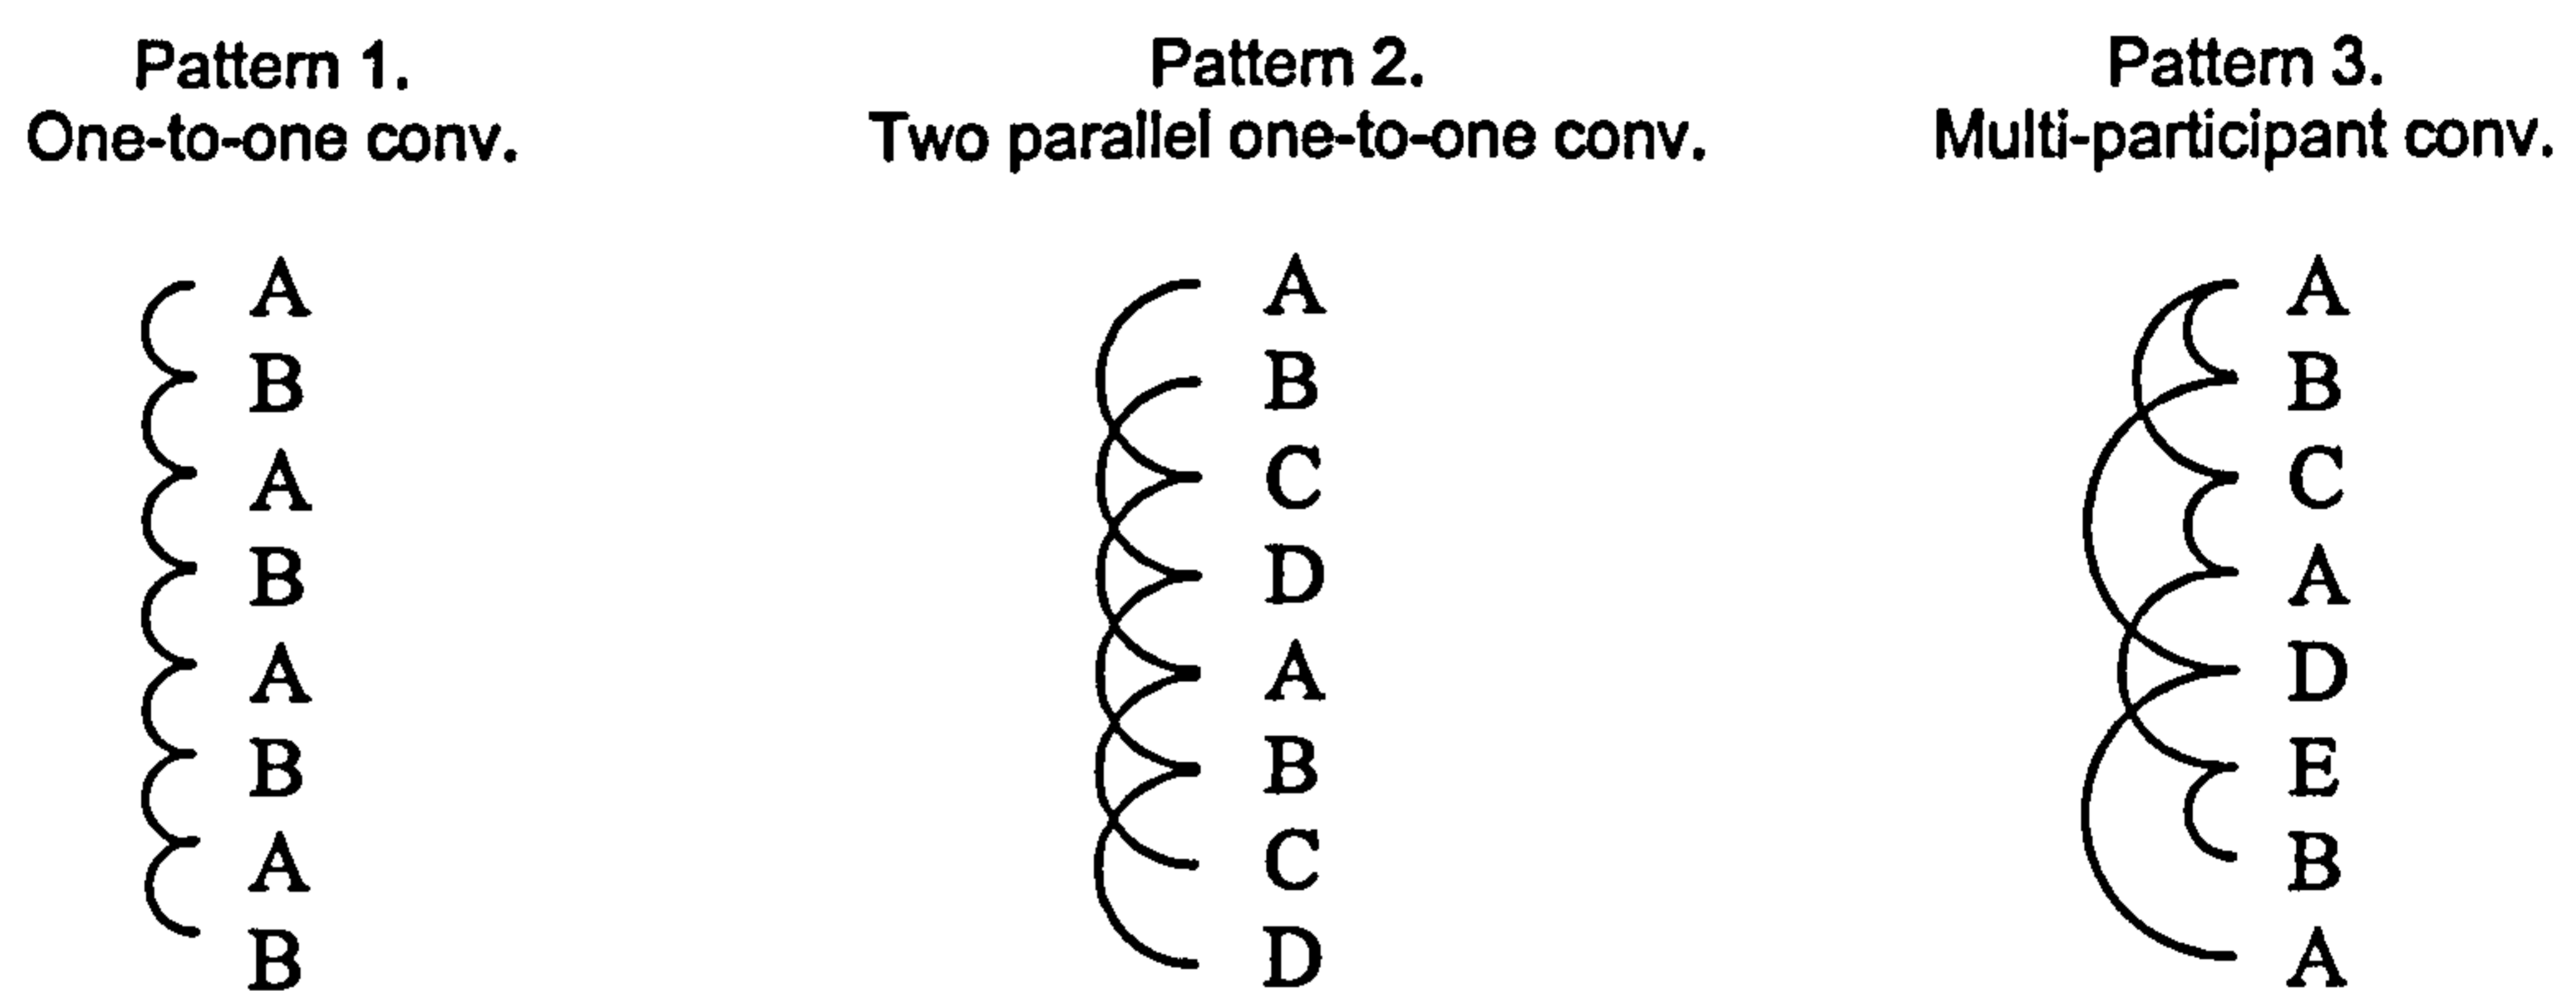 Pattern 1.
One-to-one conv.
A
B
A
B
A
B
A
B
Pattern 2.
Two parallel one-to-one conv.
A
B
C
D
A
B
C
D
Pattern 3.
Multi-participant conv.
A
B
C
A
D
E
B
A